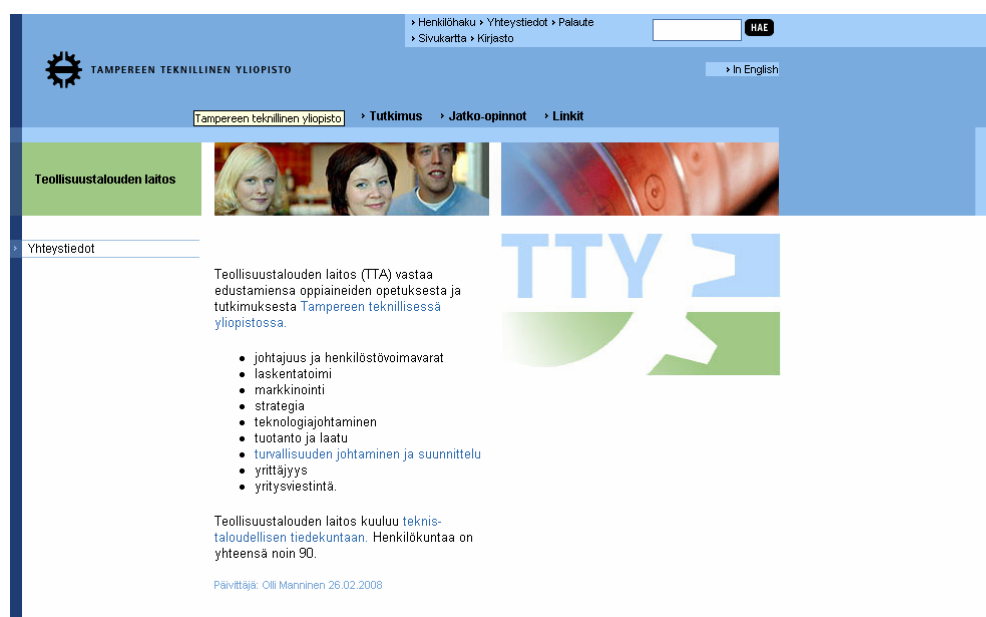 Henkilöhaku Yhteystiedot Palaute
Sivukartta Kirjasto
HAE
TAMPEREEN TEKNILLINEN YLIOPISTO
In English
Tampereen teknillinen yliopisto
Tutkimus Jatko-opinnot Linkit
Teollisuustalouden laitos
Yhteystiedot
TTY
Teollisuustalouden laitos (TTA) vastaa
edustamiensa oppiaineiden opetuksesta ja
tutkimuksesta Tampereen teknillisessä
yliopistossa.
johtajuus ja henkilöstövoimavarat
laskentatoimi
markkinointi
strategia
teknologiajohtaminen
tuotanto ja laatu
turvallisuuden johtaminen ja suunnittelu
yrittäjyys
yritysviestintä.
Teollisuustalouden laitos kuuluu teknis-
taloudellisen tiedekuntaan. Henkilökuntaa on
yhteensä noin 90.
Päivittäjä: Olli Manninen 26.02.2008